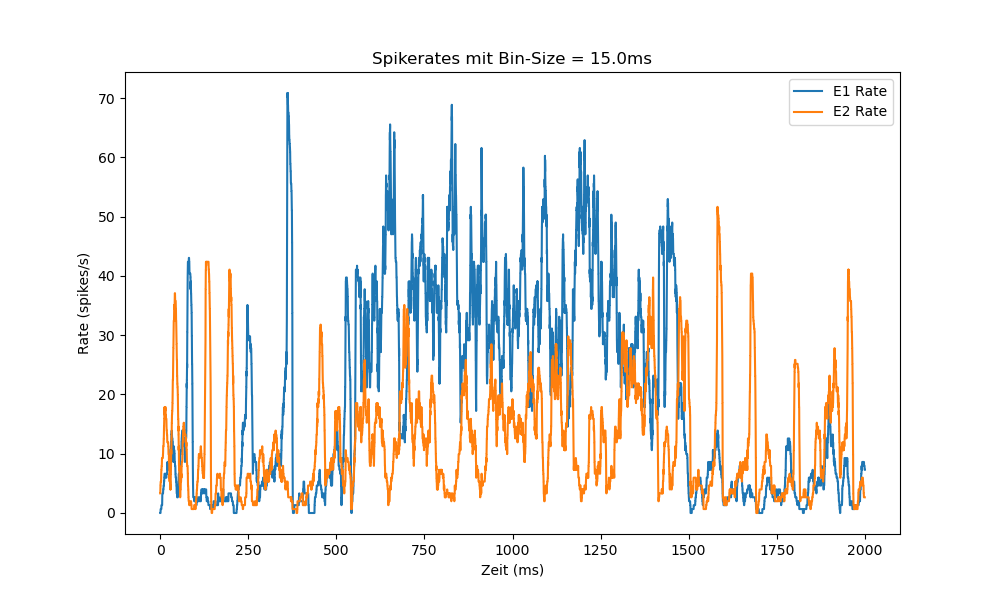 Spikerates mit Bin-Size = 15.0ms
E1 Rate
E2 Rate
70
60
50
40
30
20
10
0
Rate (spikes/s)
0 250 500 750 1000 1250 1500 1750 2000
Zeit (ms)